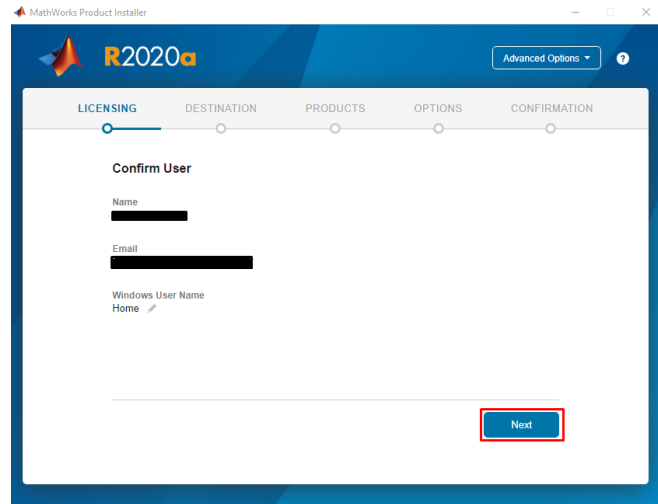 MathWorks Product Installer
R2020a
Advanced Options
?
LICENSING DESTINATION PRODUCTS OPTIONS CONFIRMATION
Confirm User
Name
Email
Windows User Name
Home
Next